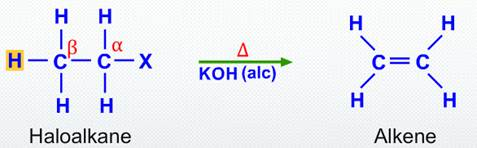 H H H H
β α Δ
H C C X KOH (alc) C = C
H H H H
Haloalkane Alkene